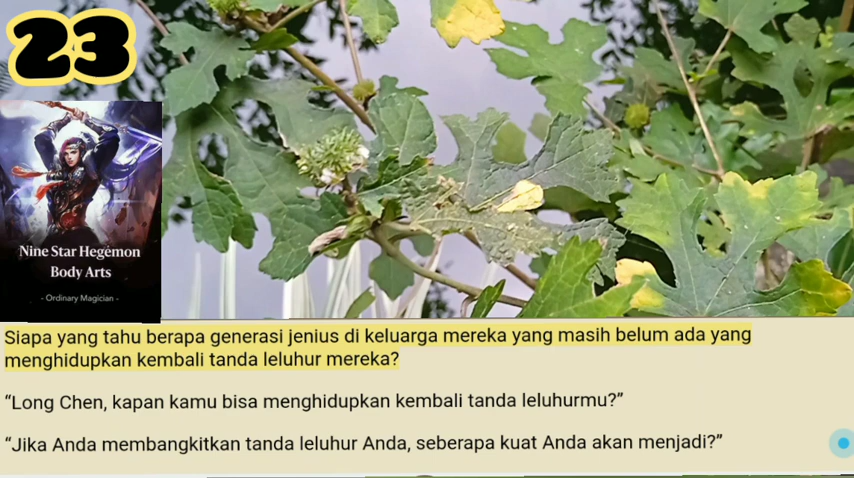 23
Nine Star Hegemon
Body Arts
- Ordinary Magician -
Siapa yang tahu berapa generasi jenius di keluarga mereka yang masih belum ada yang
menghidupkan kembali tanda leluhur mereka?
“Long Chen, kapan kamu bisa menghidupkan kembali tanda leluhurmu?”
“Jika Anda membangkitkan tanda leluhur Anda, seberapa kuat Anda akan menjadi?”